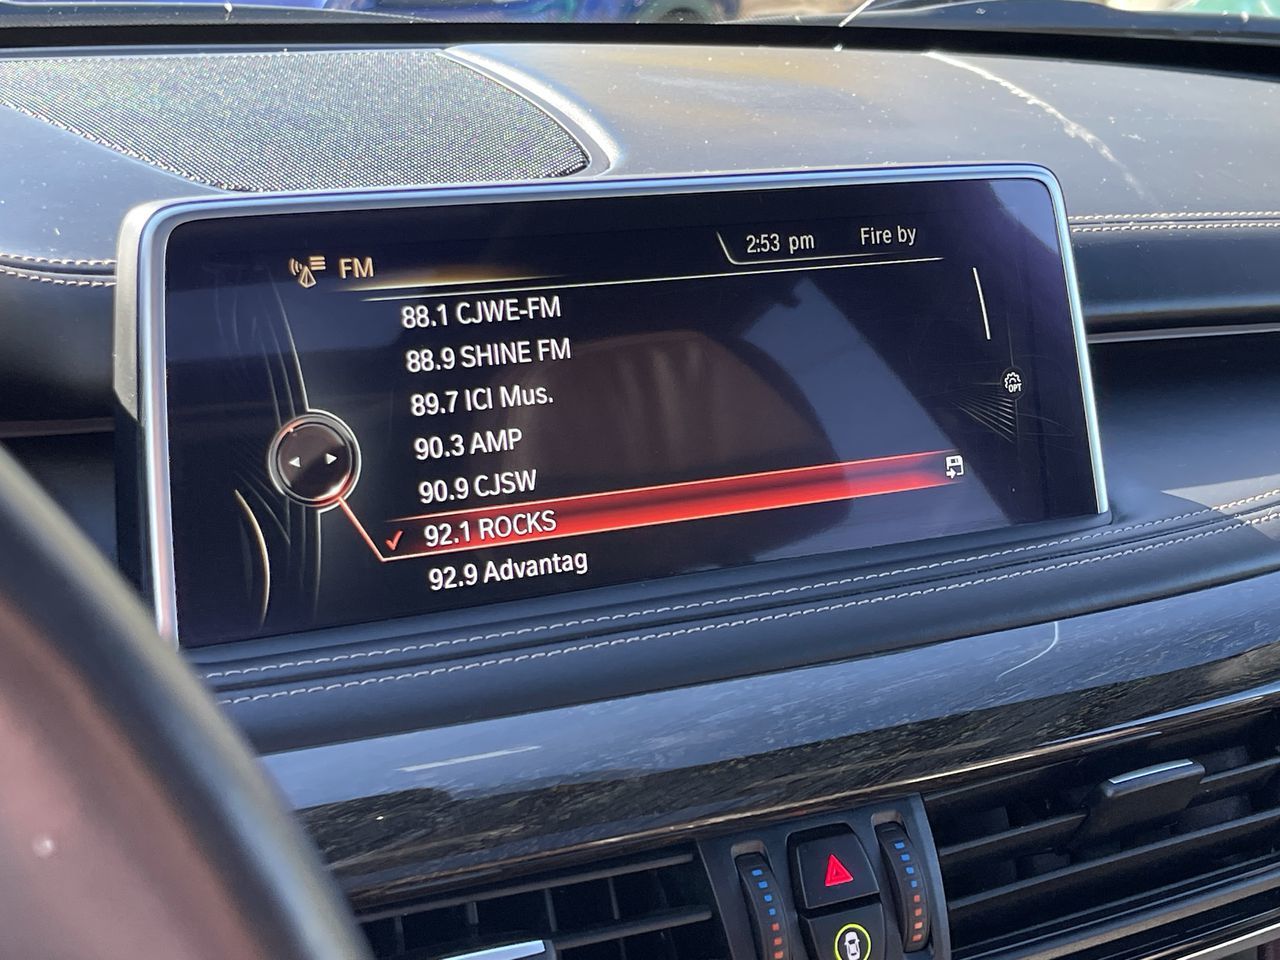 FM
2:53 pm
Fire by
88.1 CJWE-FM
88.9 SHINE FM
89.7 ICI Mus.
90.3 AMP
90.9 CJSW
92.1 ROCKS
92.9 Advantag
OPT